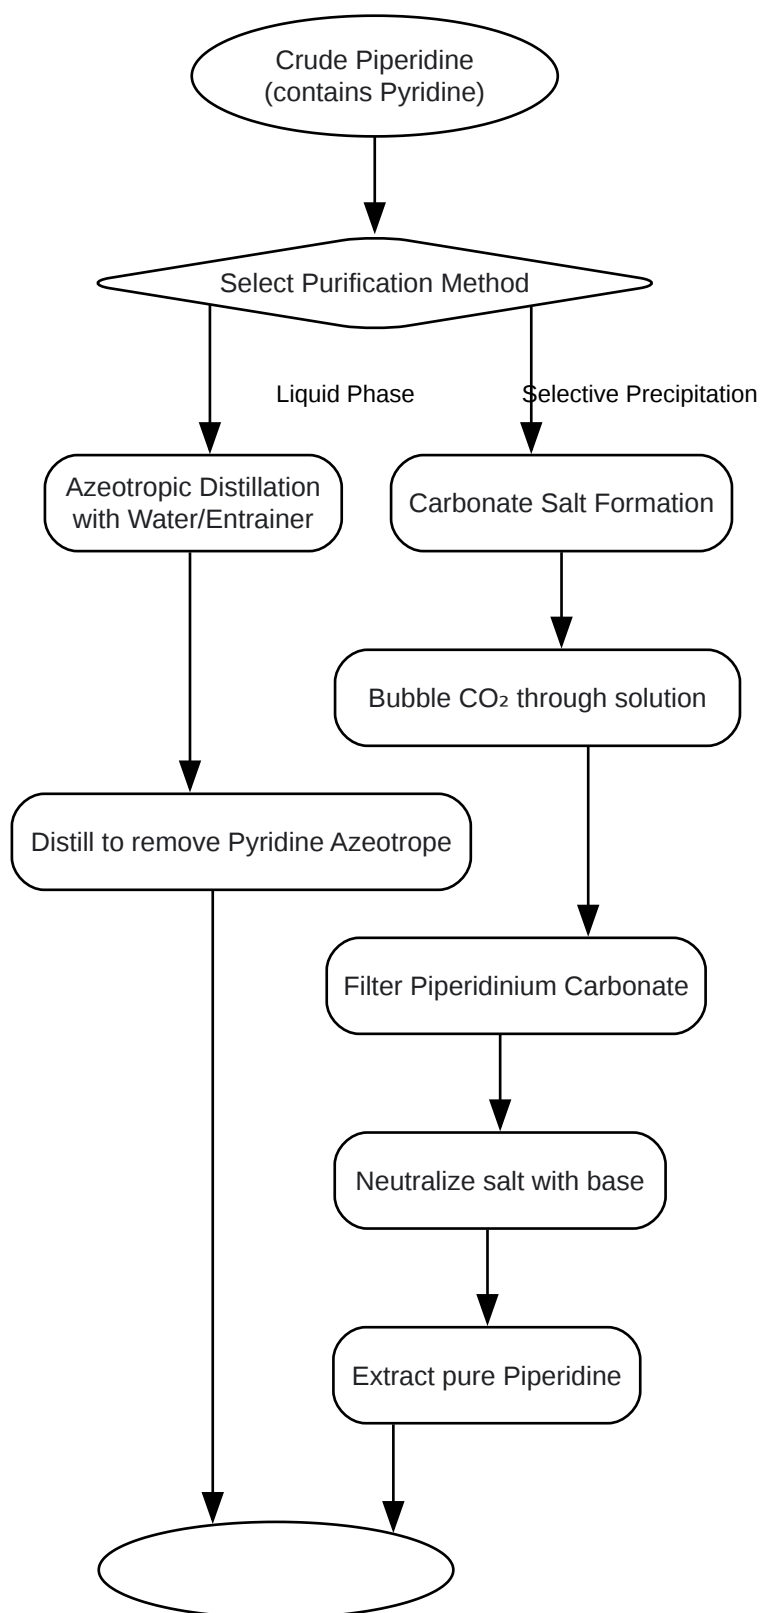 Crude Piperidine
(contains Pyridine)
Select Purification Method
Liquid Phase
Selective Precipitation
Azeotropic Distillation
with Water/Entrainer
Carbonate Salt Formation
Bubble CO₂ through solution
Distill to remove Pyridine Azeotrope
Filter Piperidinium Carbonate
Neutralize salt with base
Extract pure Piperidine